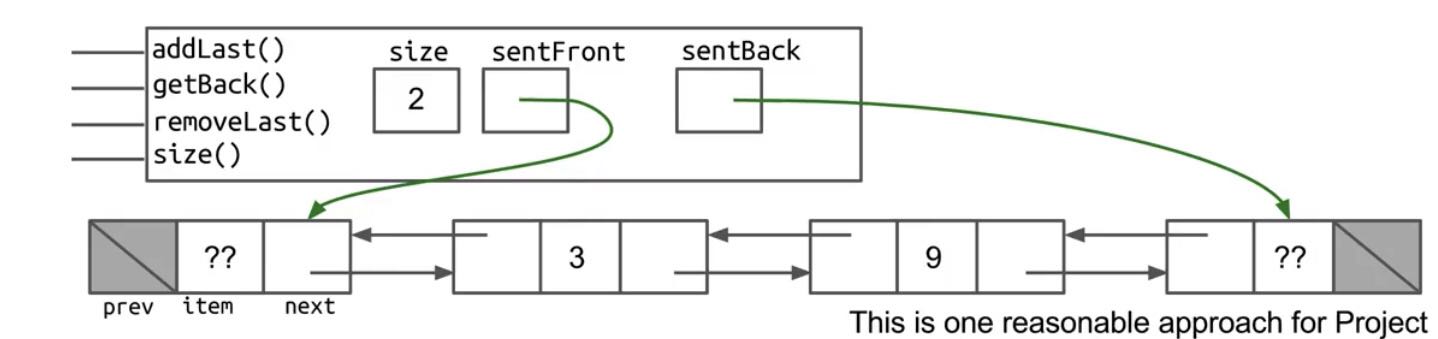 addLast()
size
sentFront
sentBack
getBack()
2
removeLast()
size()
??
3
9
??
prev
item
next
This is one reasonable approach for Project